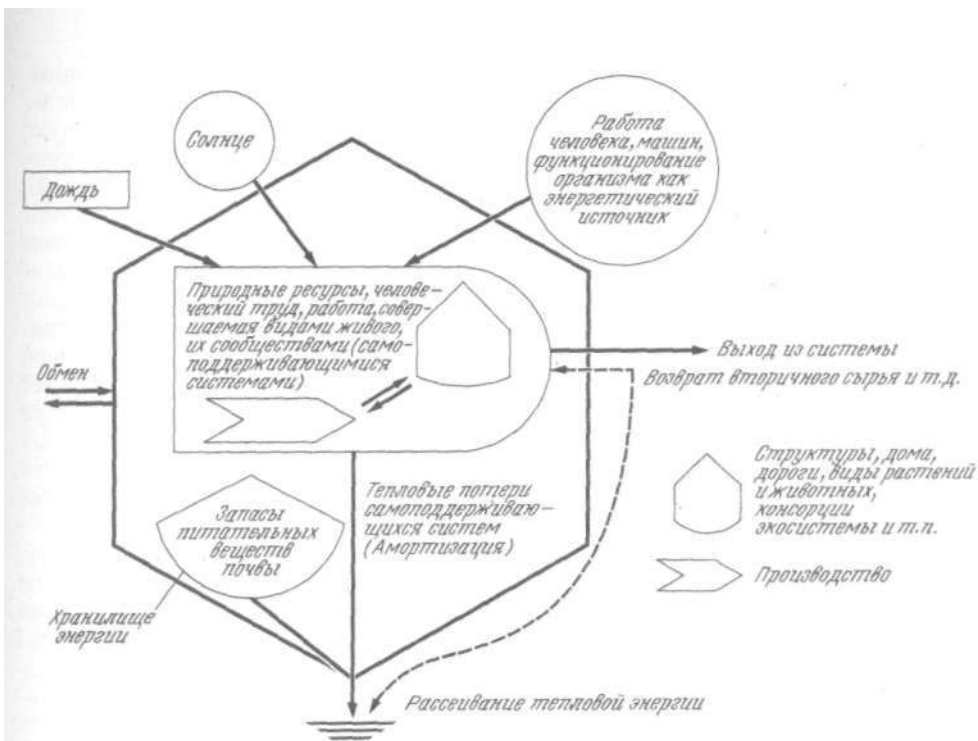 Солнце
Работа
человека, машин,
функционирование
организма как
энергетический
источник
Дождь
Природные ресурсы, челове-
ческий труд, работа, совер-
шаемая видами живого,
их сообществами (само-
поддерживающимися
системами)
Обмен
Выход из системы
Возврат вторичного сырья и т.д.
Структуры, дома,
дороги, виды растений
и животных,
консорции
экосистемы и т.п.
Производство
Тепловые потери
самоподдерживаю-
щихся систем
(Амортизация)
Запасы
питательных
веществ
почвы
Хранилище
энергии
Рассеивание тепловой энергии